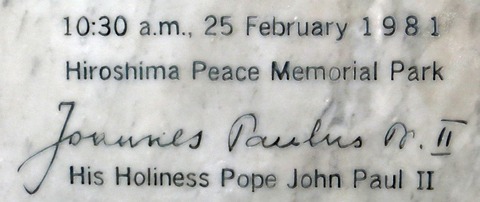 10:30 a.m., 25 February 1981
Hiroshima Peace Memorial Park
Joannes Paulus PP. II
His Holiness Pope John Paul II